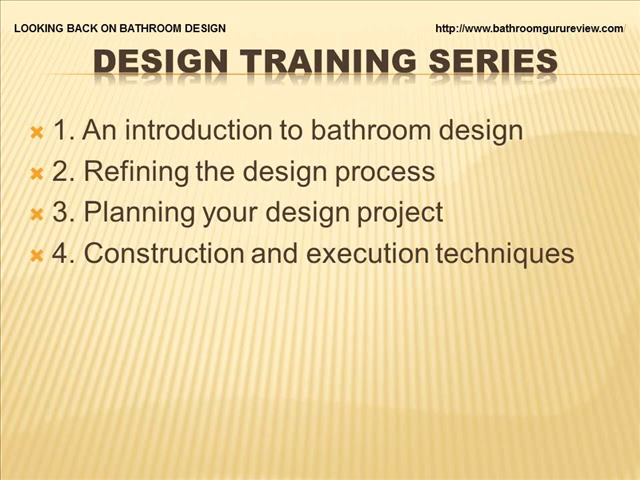 LOOKING BACK ON BATHROOM DESIGN
http://www.bathroomgurureview.com/
DESIGN TRAINING SERIES
1. An introduction to bathroom design
2. Refining the design process
3. Planning your design project
4. Construction and execution techniques